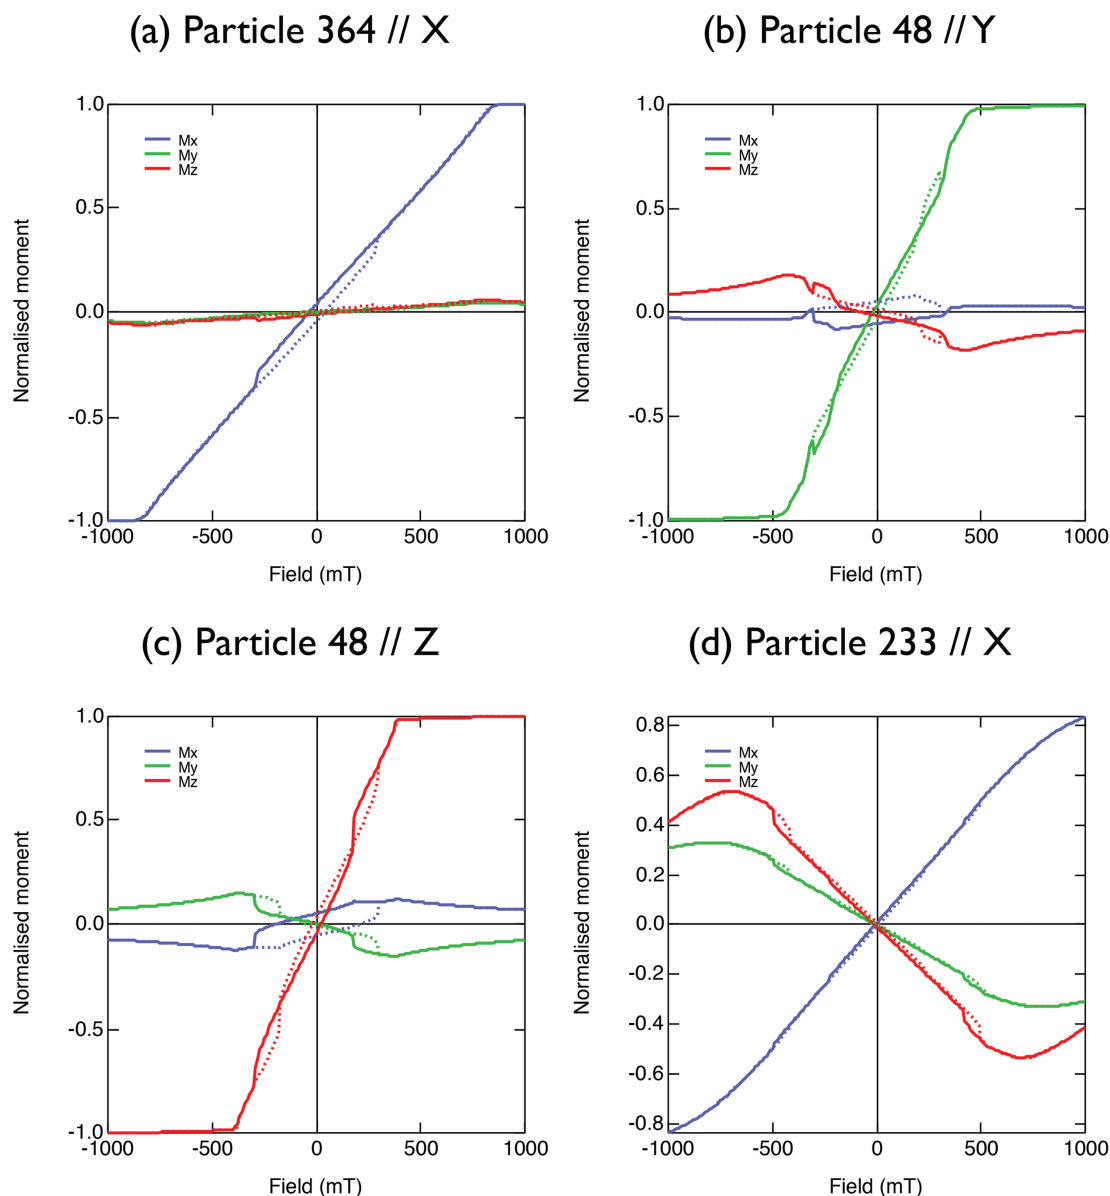 (a) Particle 364 // X
1.0
0.5
0.0
-0.5
-1.0
Normalised moment
Mx
My
Mz
-1000
-500
0
500
1000
Field (mT)
(b) Particle 48 // Y
1.0
0.5
0.0
-0.5
-1.0
Normalised moment
Mx
My
Mz
-1000
-500
0
500
1000
Field (mT)
(c) Particle 48 // Z
1.0
0.5
0.0
-0.5
-1.0
Normalised moment
Mx
My
Mz
-1000
-500
0
500
1000
Field (mT)
(d) Particle 233 // X
0.8
0.6
0.4
0.2
0.0
-0.2
-0.4
-0.6
-0.8
Normalised moment
Mx
My
Mz
-1000
-500
0
500
1000
Field (mT)